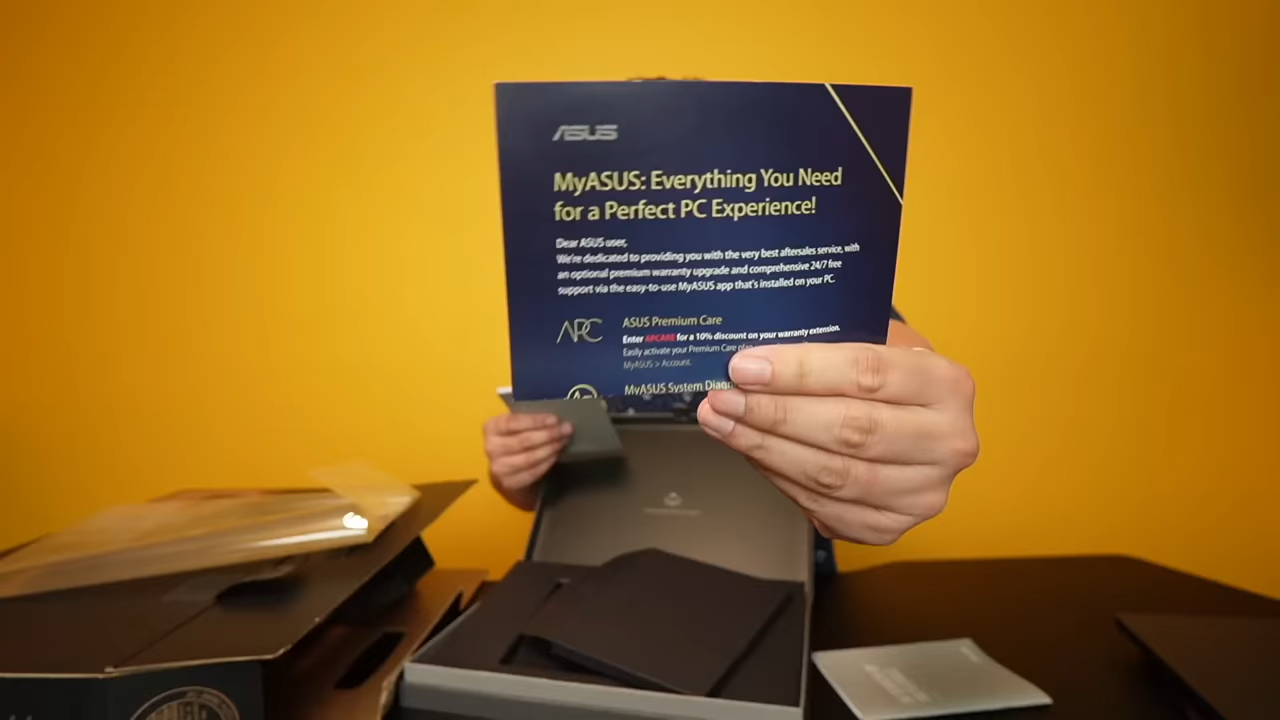 ASUS
MyASUS: Everything You Need
for a Perfect PC Experience!
Dear ASUS user,
We're dedicated to providing you with the very best aftersales service, with
an optional premium warranty upgrade and comprehensive 24/7 free
support via the easy-to-use MyASUS app that's installed on your PC.
APC
ASUS Premium Care
Enter APCARE for a 10% discount on your warranty extension.
Easily activate your Premium Care plan
MyASUS > Account.
MyASUS System